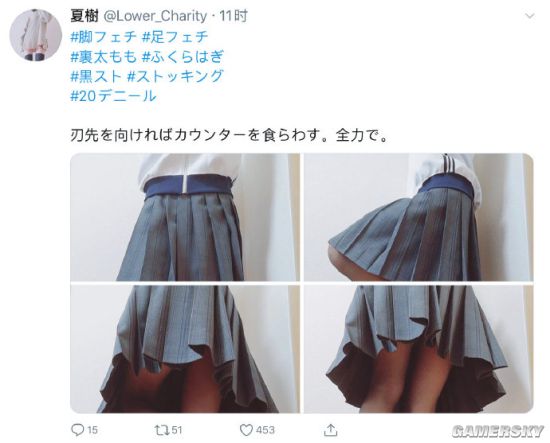 夏樹 @Lower_Charity · 11时
#脚フェチ #足フェチ
#裏太もも #ふくらはぎ
#黒スト #ストッキング
#20デニール
刃先を向ければカウンターを食らわす。全力で。
15 51 453
GAMERSKY